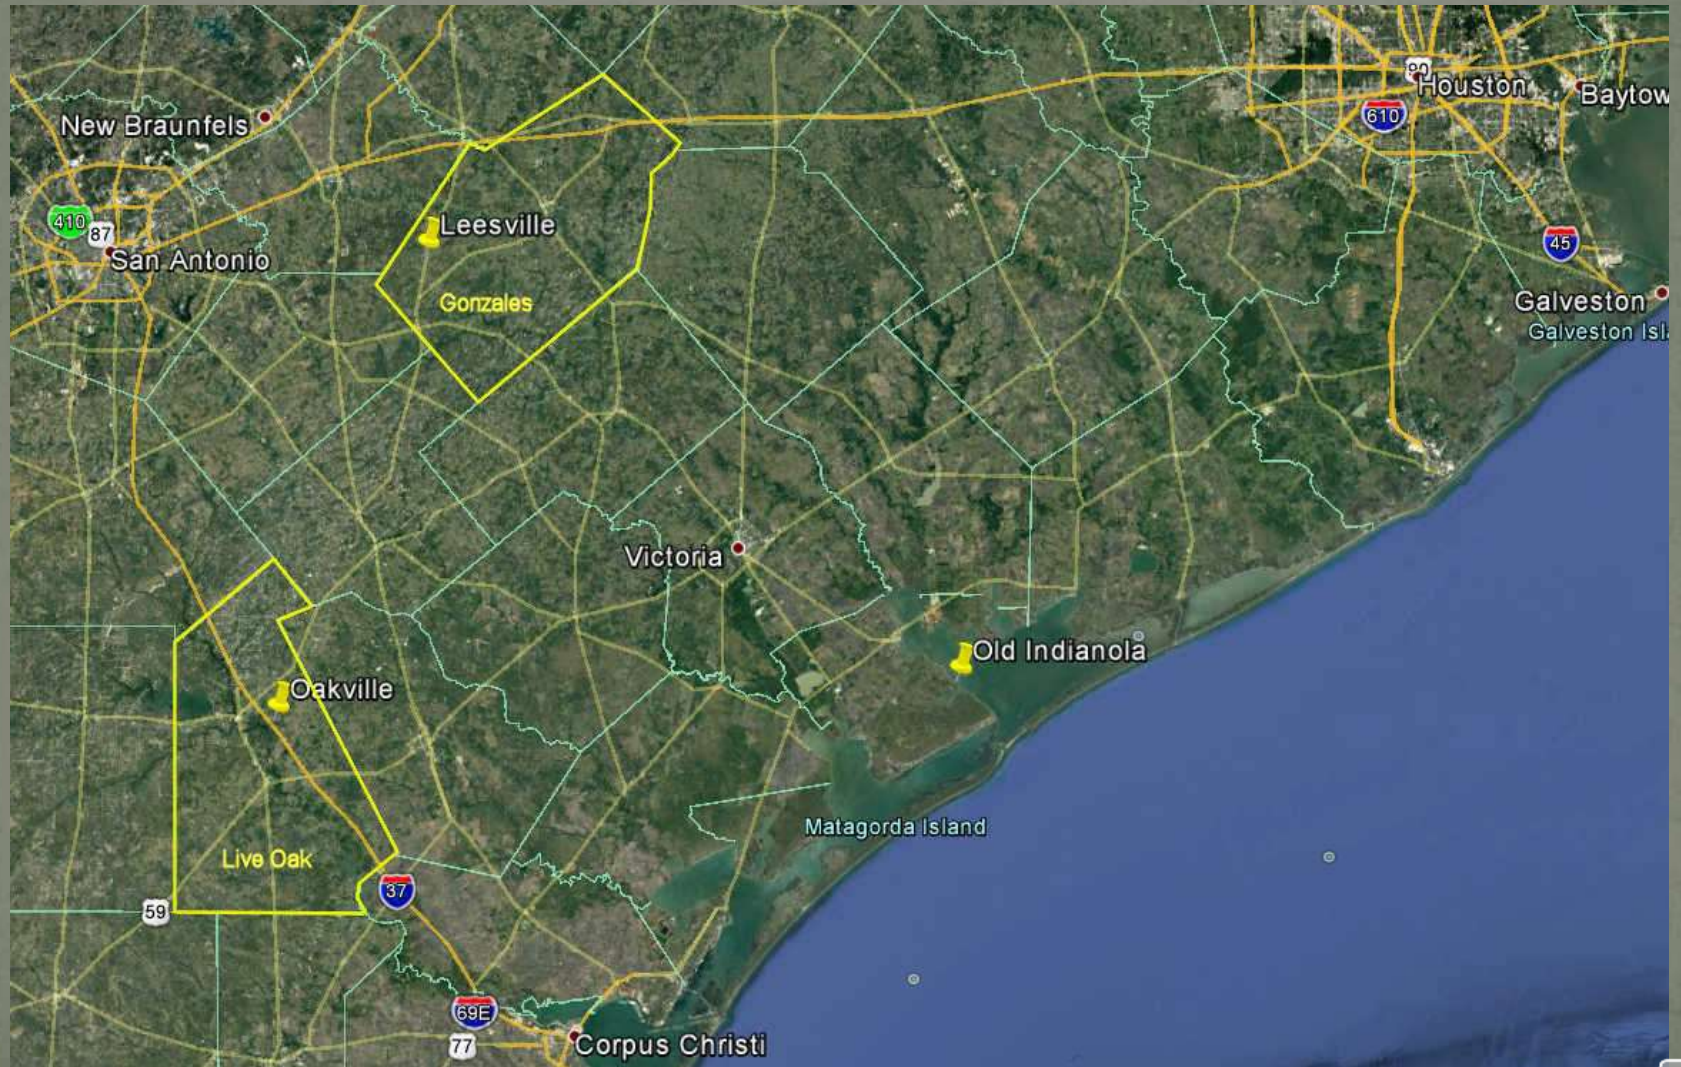 90
Houston
Baytow
610
New Braunfels
410
87
San Antonio
Leesville
Gonzales
45
Galveston
Galveston Isl
Victoria
Old Indianola
Oakville
Matagorda Island
Live Oak
59
37
69E
77
Corpus Christi